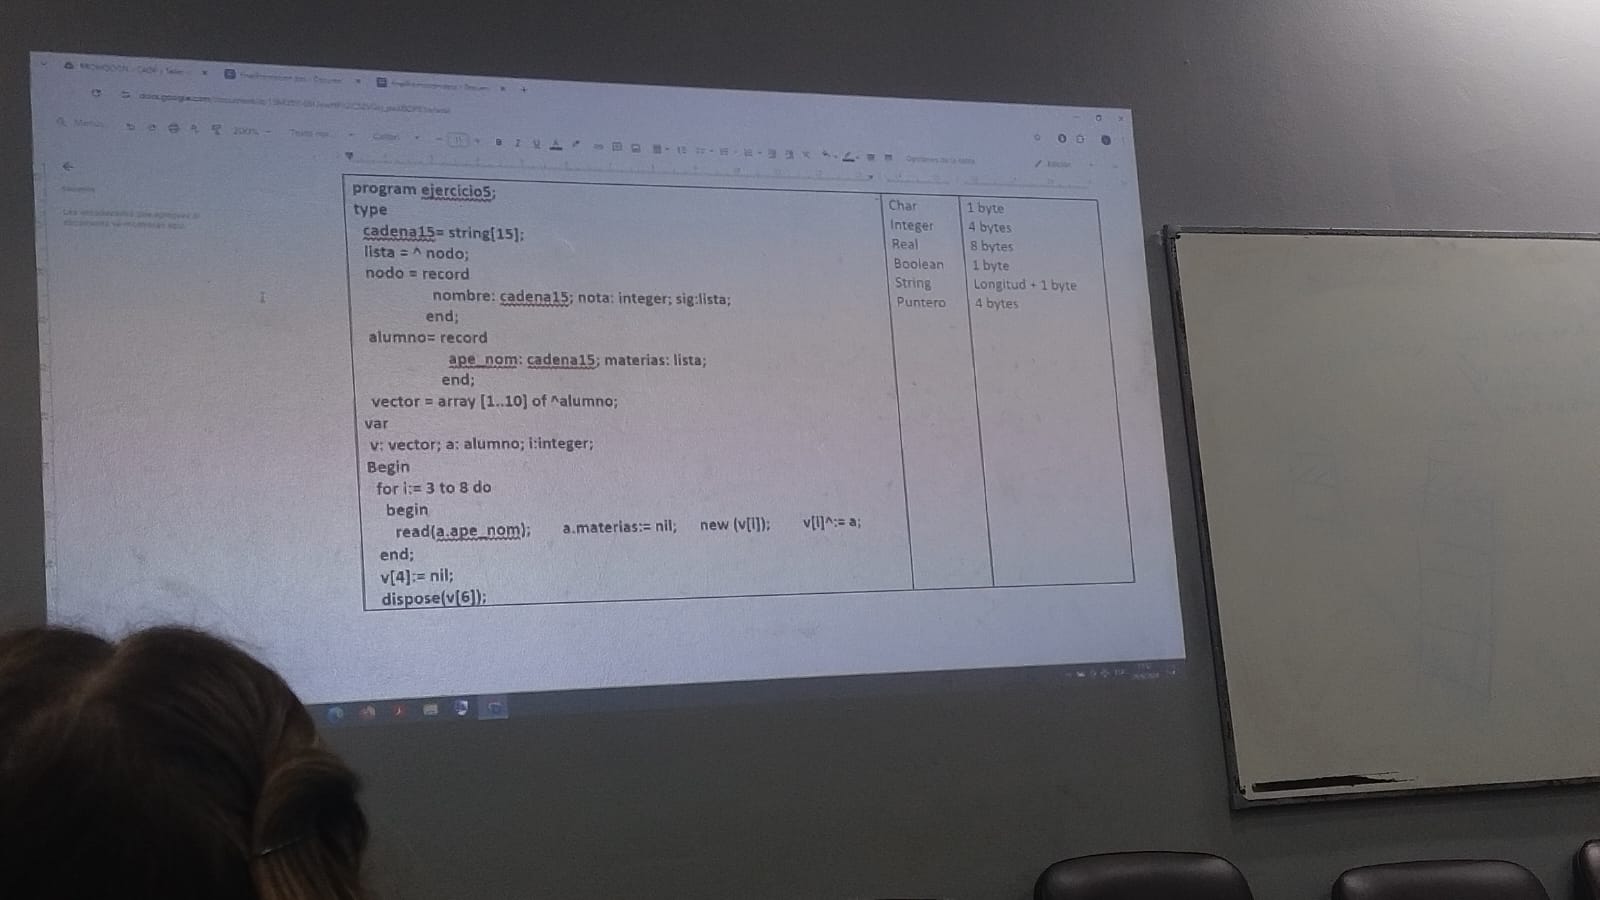 200%
program ejercicio5;
type
cadena15= string[15];
lista = ^ nodo;
nodo = record
nombre: cadena15; nota: integer; sig:lista;
end;
alumno= record
ape_nom: cadena15; materias: lista;
end;
vector = array [1..10] of ^alumno;
var
v: vector; a: alumno; i:integer;
Begin
for i:= 3 to 8 do
begin
read(a.ape_nom); a.materias:= nil; new (v[i]); v[i]^:= a;
end;
v[4]:= nil;
dispose(v[6]);
Char 1 byte
Integer 4 bytes
Real 8 bytes
Boolean 1 byte
String Longitud + 1 byte
Puntero 4 bytes